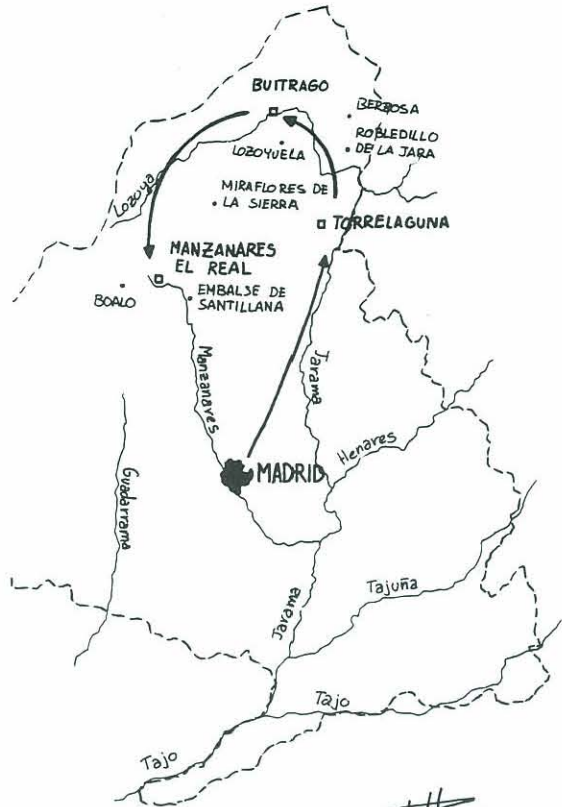 BUITRAGO
BERBOSA
ROBLEDILLO
DE LA JARA
LOZOYUELA
Lozoya
MIRAFLORES DE
LA SIERRA
TORRELAGUNA
MANZANARES
EL REAL
EMBALSE DE
SANTILLANA
BOALO
Manzanares
Jarama
Henares
MADRID
Guadarrama
Tajuña
Jarama
Tajo
Tajo